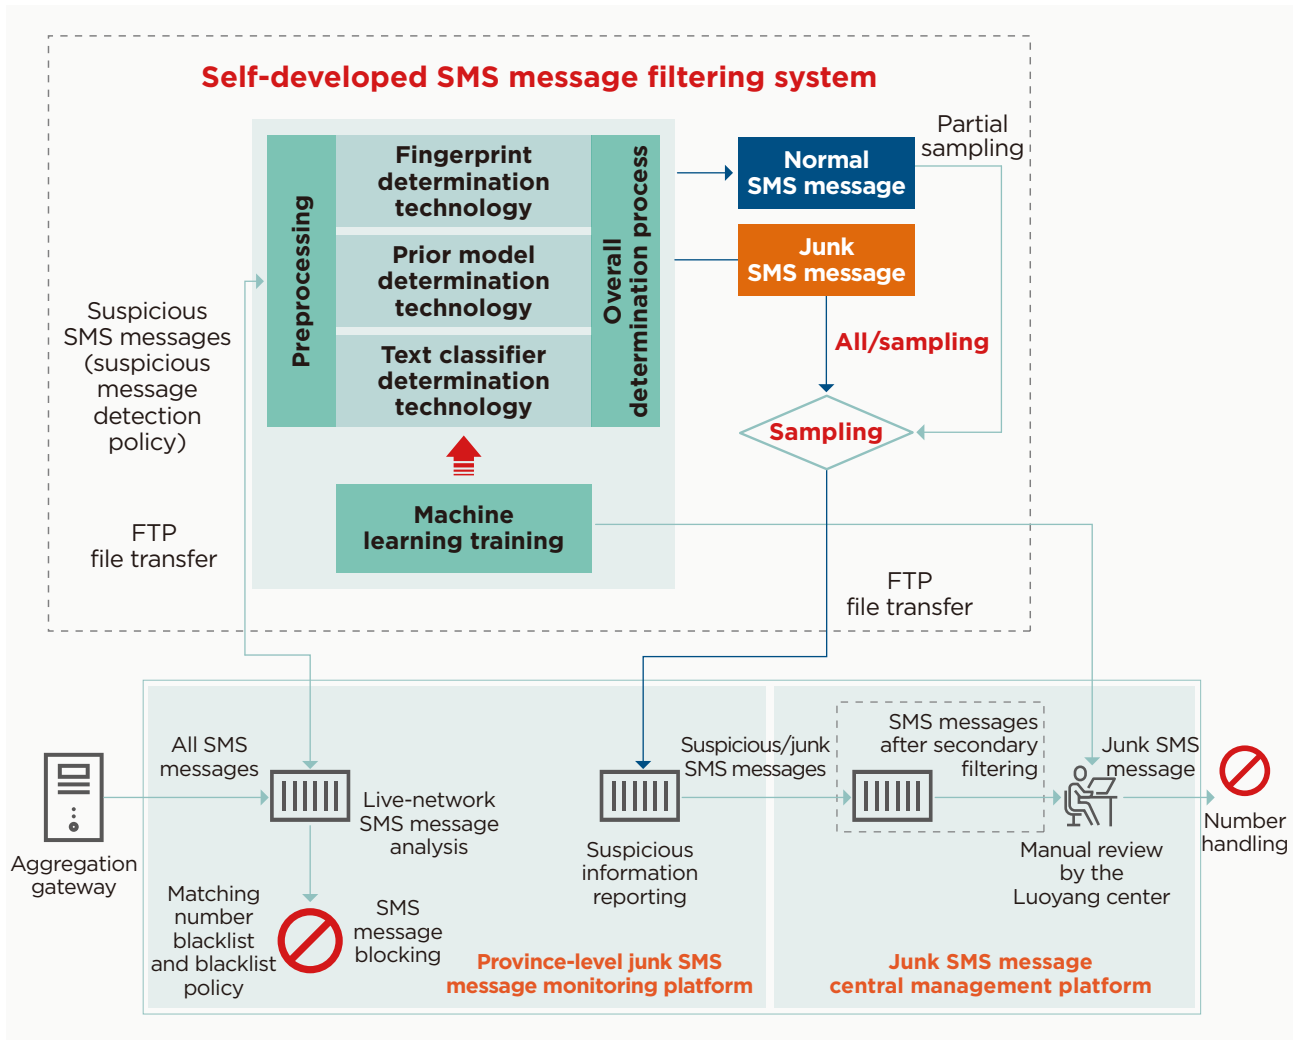 Self-developed SMS message filtering system
Preprocessing
Fingerprint
determination
technology
Prior model
determination
technology
Text classifier
determination
technology
Overall
determination process
Machine
learning training
Normal
SMS message
Junk
SMS message
Partial
sampling
All/sampling
Sampling
Suspicious
SMS messages
(suspicious
message
detection
policy)
FTP
file transfer
FTP
file transfer
Aggregation
gateway
All SMS
messages
Live-network
SMS message
analysis
Matching
number
blacklist
and blacklist
policy
SMS
message
blocking
Suspicious
information
reporting
Suspicious/junk
SMS messages
Province-level junk SMS
message monitoring platform
SMS messages
after secondary
filtering
Junk SMS
message
Manual review
by the
Luoyang center
Number
handling
Junk SMS message
central management platform